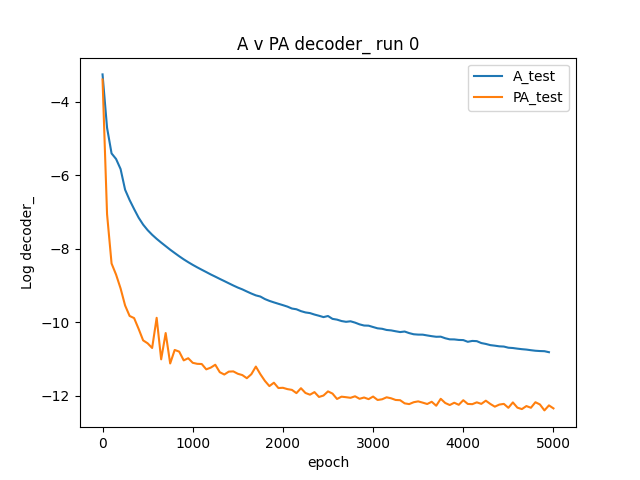 A v PA decoder_ run 0
A_test
PA_test
Log decoder_
−4
−6
−8
−10
−12
0
1000
2000
3000
4000
5000
epoch